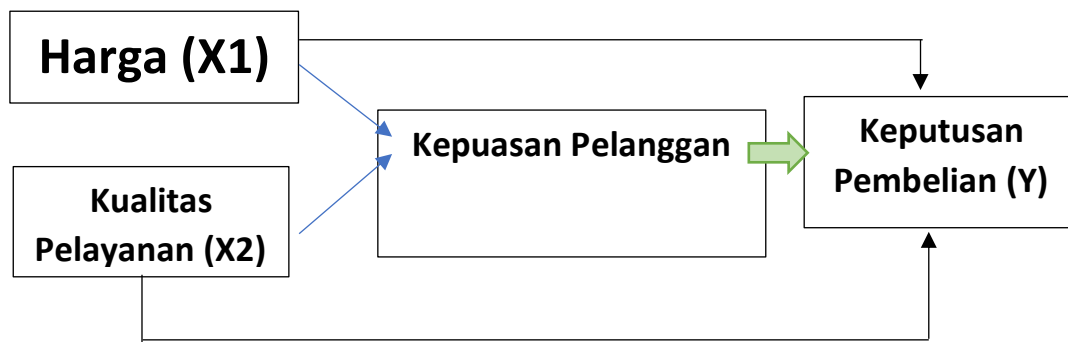 Harga (X1)
Kepuasan Pelanggan
Keputusan
Pembelian (Y)
Kualitas
Pelayanan (X2)